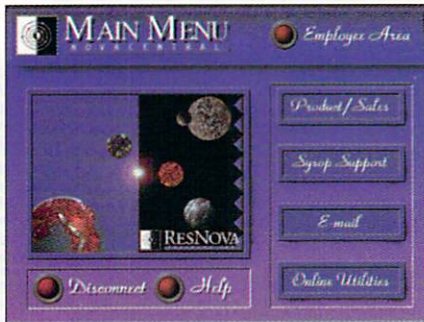 MAIN MENU
NOVACENTRAL
Employee Area
Product/Sales
Sysop Support
E-mail
RESNOVA
Online Utilities
Disconnect
Help